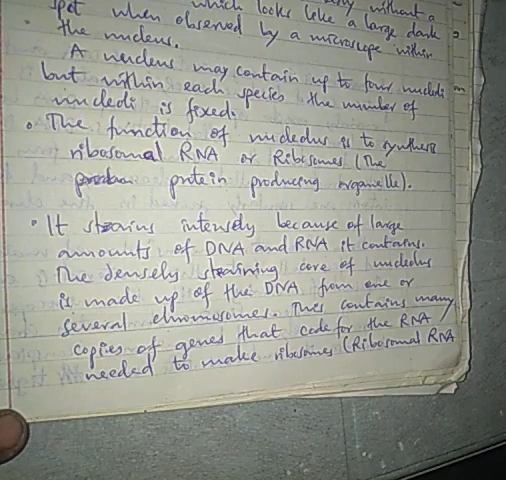 which looks like a large dark
without a
spot when observed by a microscope within
the nucleus.
A nucleus may contain up to four nucleoli
but within each species the number of
nucleoli is fixed.
• The function of nucleolus is to synthesis
ribosomal RNA or Ribosomes (The
protein producing organelle).
• It stains intensely because of large
amounts of DNA and RNA it contains.
The densely staining core of nucleolus
is made up of the DNA from one or
several chromosomes. This contains many
copies of genes that code for the RNA
needed to make ribosomes (Ribosomal RNA